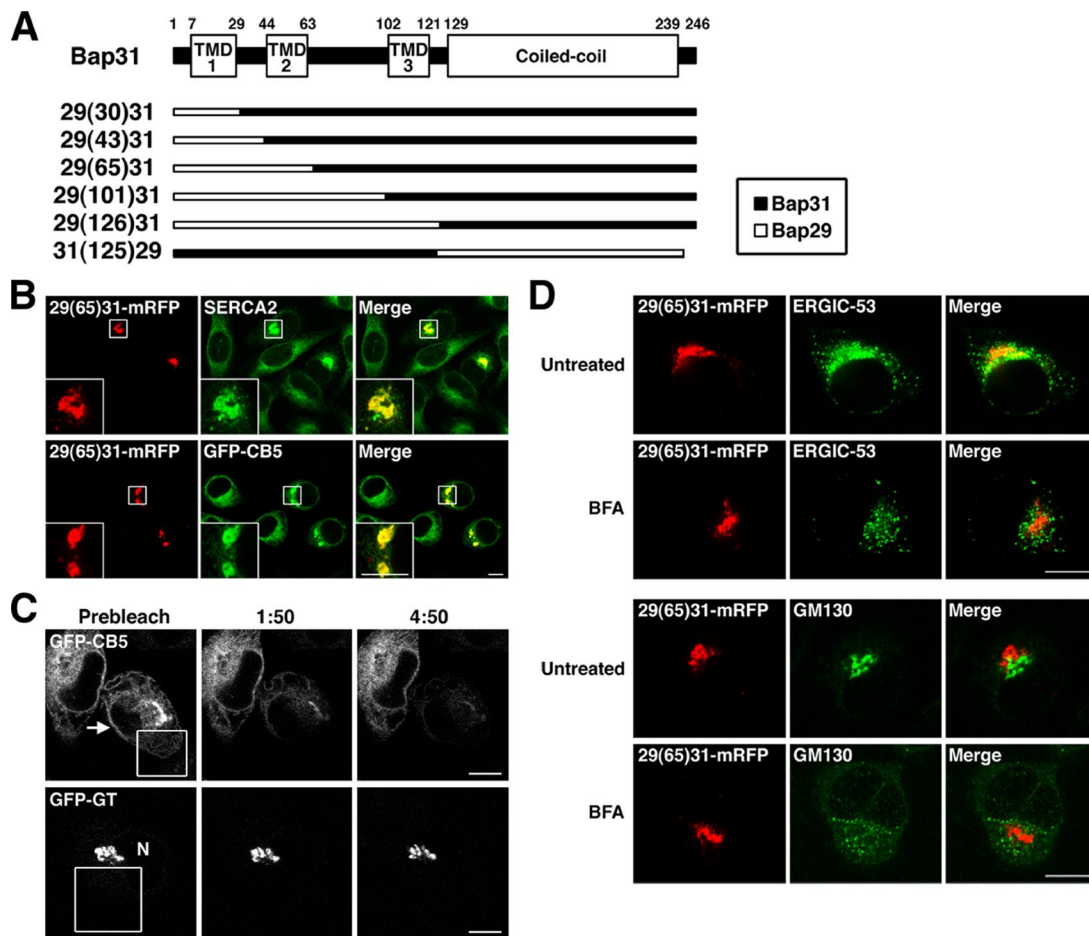 A
1 7 29 44 63 102 121 129 239 246
Bap31
TMD
1
TMD
2
TMD
3
Coiled-coil
29(30)31
29(43)31
29(65)31
29(101)31
29(126)31
31(125)29
Bap31
Bap29
B
29(65)31-mRFP SERCA2 Merge
29(65)31-mRFP GFP-CB5 Merge
C
Prebleach 1:50 4:50
GFP-CB5
GFP-GT
N
D
29(65)31-mRFP ERGIC-53 Merge
Untreated
29(65)31-mRFP ERGIC-53 Merge
BFA
29(65)31-mRFP GM130 Merge
Untreated
29(65)31-mRFP GM130 Merge
BFA